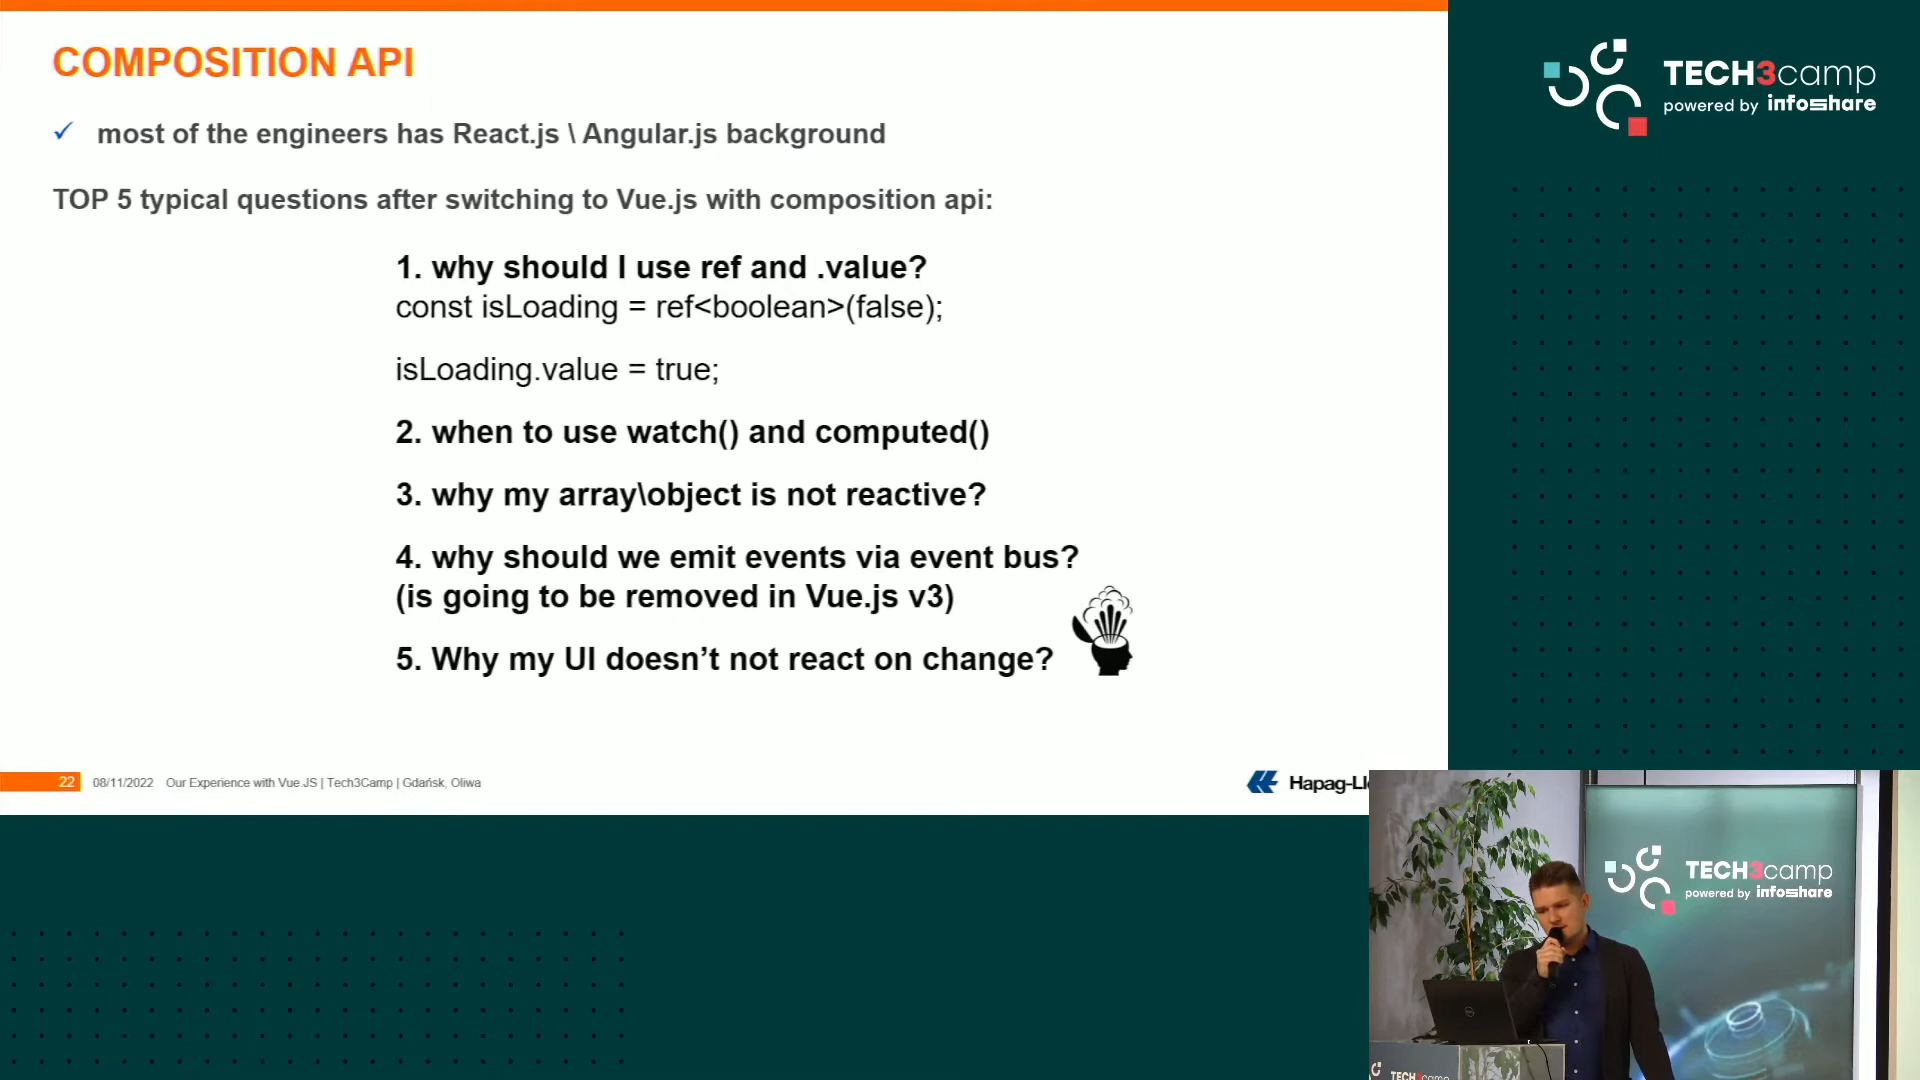 COMPOSITION API
✓ most of the engineers has React.js \ Angular.js background
TOP 5 typical questions after switching to Vue.js with composition api:
1. why should I use ref and .value?
const isLoading = ref<boolean>(false);
isLoading.value = true;
2. when to use watch() and computed()
3. why my array\object is not reactive?
4. why should we emit events via event bus?
(is going to be removed in Vue.js v3)
5. Why my UI doesn’t not react on change?
22 08/11/2022 Our Experience with Vue.JS | Tech3Camp | Gdańsk, Oliwa
Hapag-Ll
TECH3camp
powered by infoshare
TECH3camp
powered by infoshare
TECH3camp